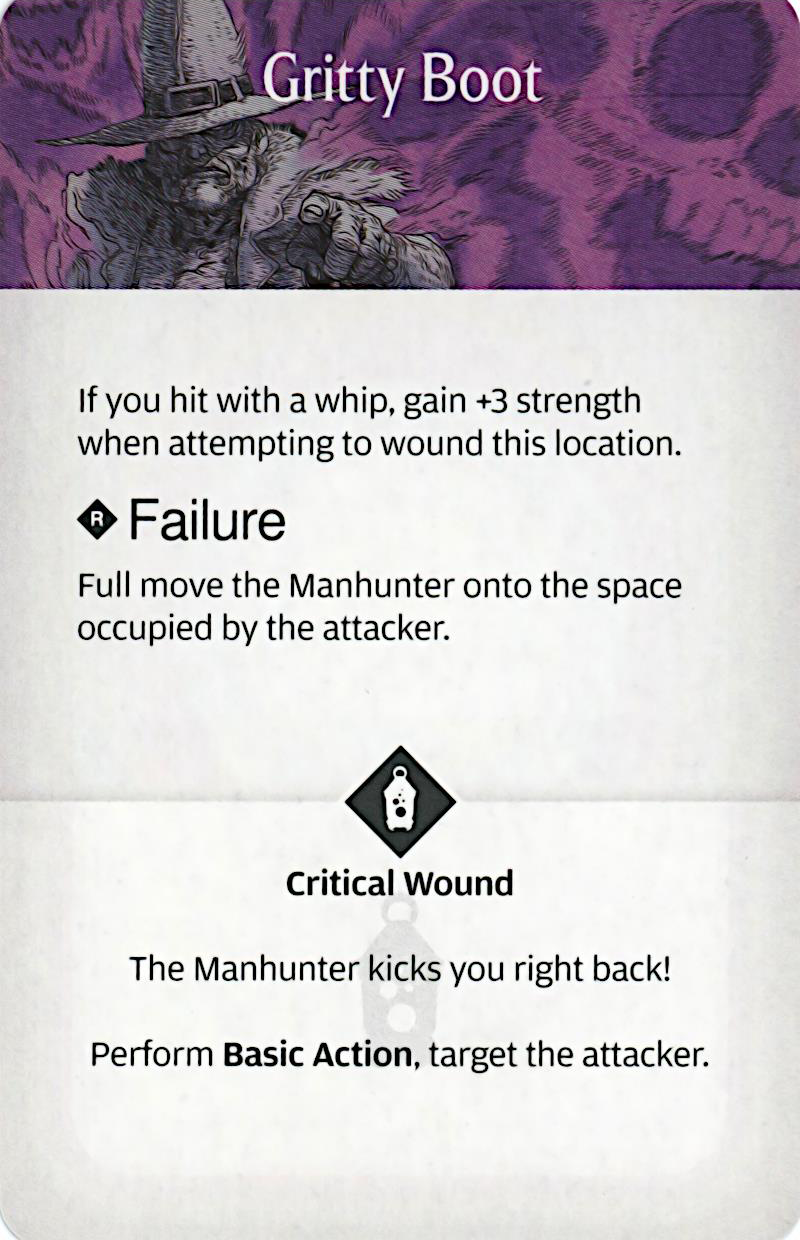 Gritty Boot
If you hit with a whip, gain +3 strength
when attempting to wound this location.
R Failure
Full move the Manhunter onto the space
occupied by the attacker.
Critical Wound
The Manhunter kicks you right back!
Perform Basic Action, target the attacker.